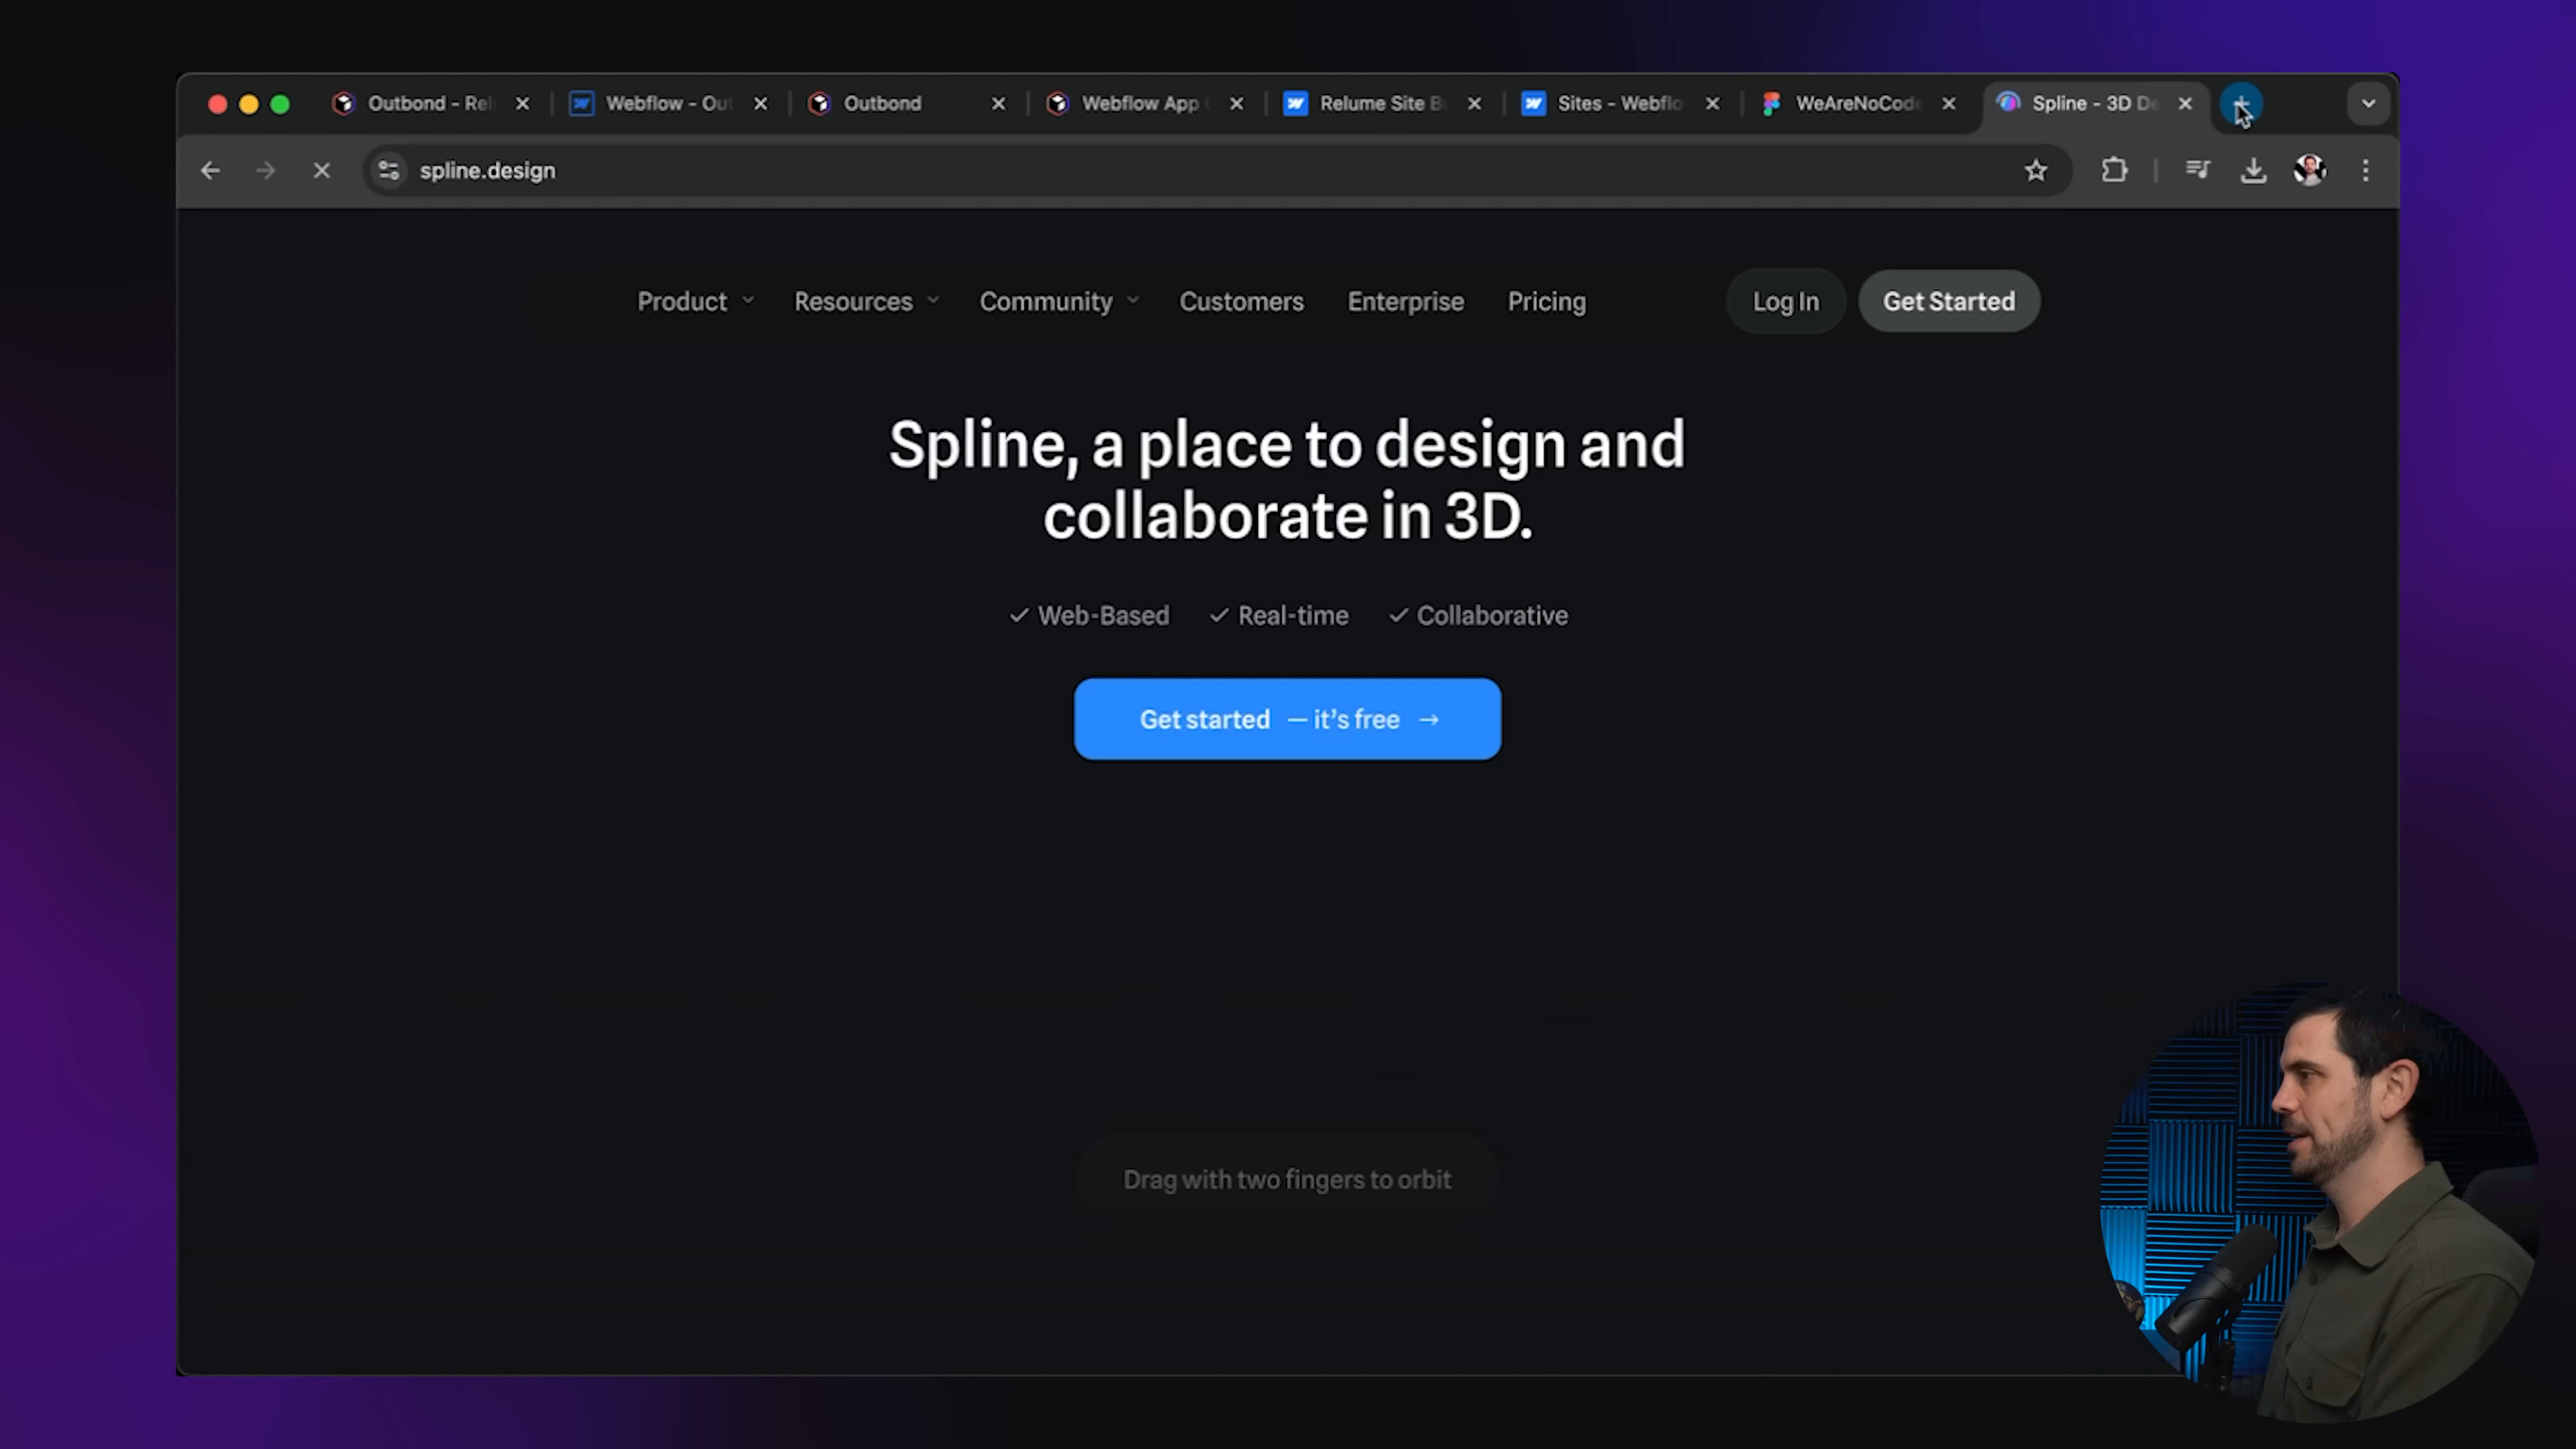 Outbond - Rel
Webflow - Out
Outbond
Webflow App
Relume Site B
Sites - Webflo
WeAreNoCode
Spline - 3D De
spline.design
Product
Resources
Community
Customers
Enterprise
Pricing
Log In
Get Started
Spline, a place to design and
collaborate in 3D.
Web-Based
Real-time
Collaborative
Get started — it's free →
Drag with two fingers to orbit